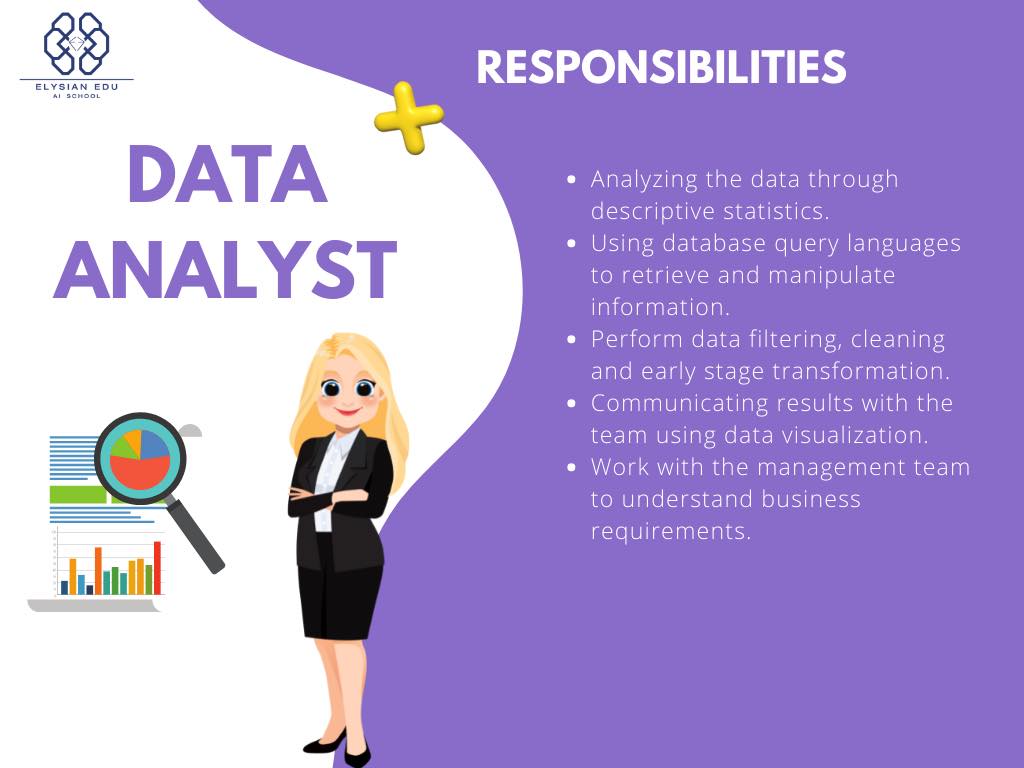 ELYSIAN EDU
AI SCHOOL
DATA
ANALYST
RESPONSIBILITIES
• Analyzing the data through
descriptive statistics.
• Using database query languages
to retrieve and manipulate
information.
• Perform data filtering, cleaning
and early stage transformation.
• Communicating results with the
team using data visualization.
• Work with the management team
to understand business
requirements.